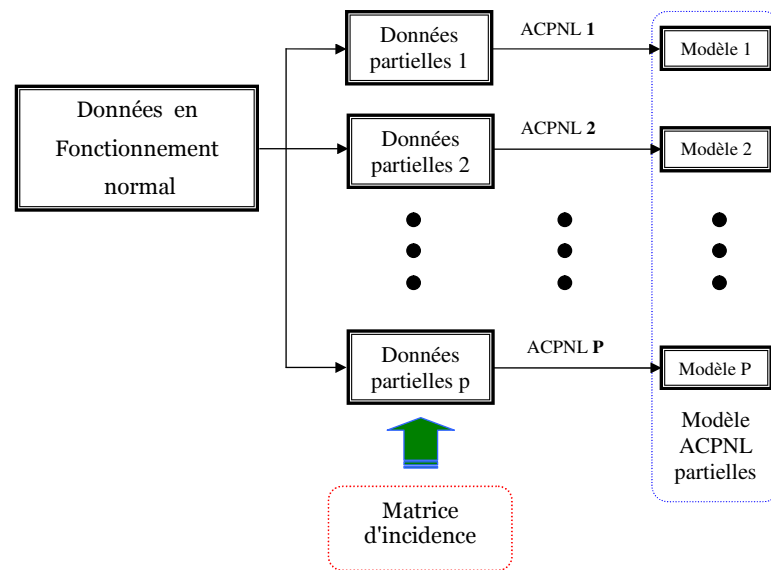 Données en
Fonctionnement
normal
Données
partielles 1
ACPNL 1
Modèle 1
Données
partielles 2
ACPNL 2
Modèle 2
Données
partielles p
ACPNL P
Modèle P
Modèle
ACPNL
partielles
Matrice
d'incidence